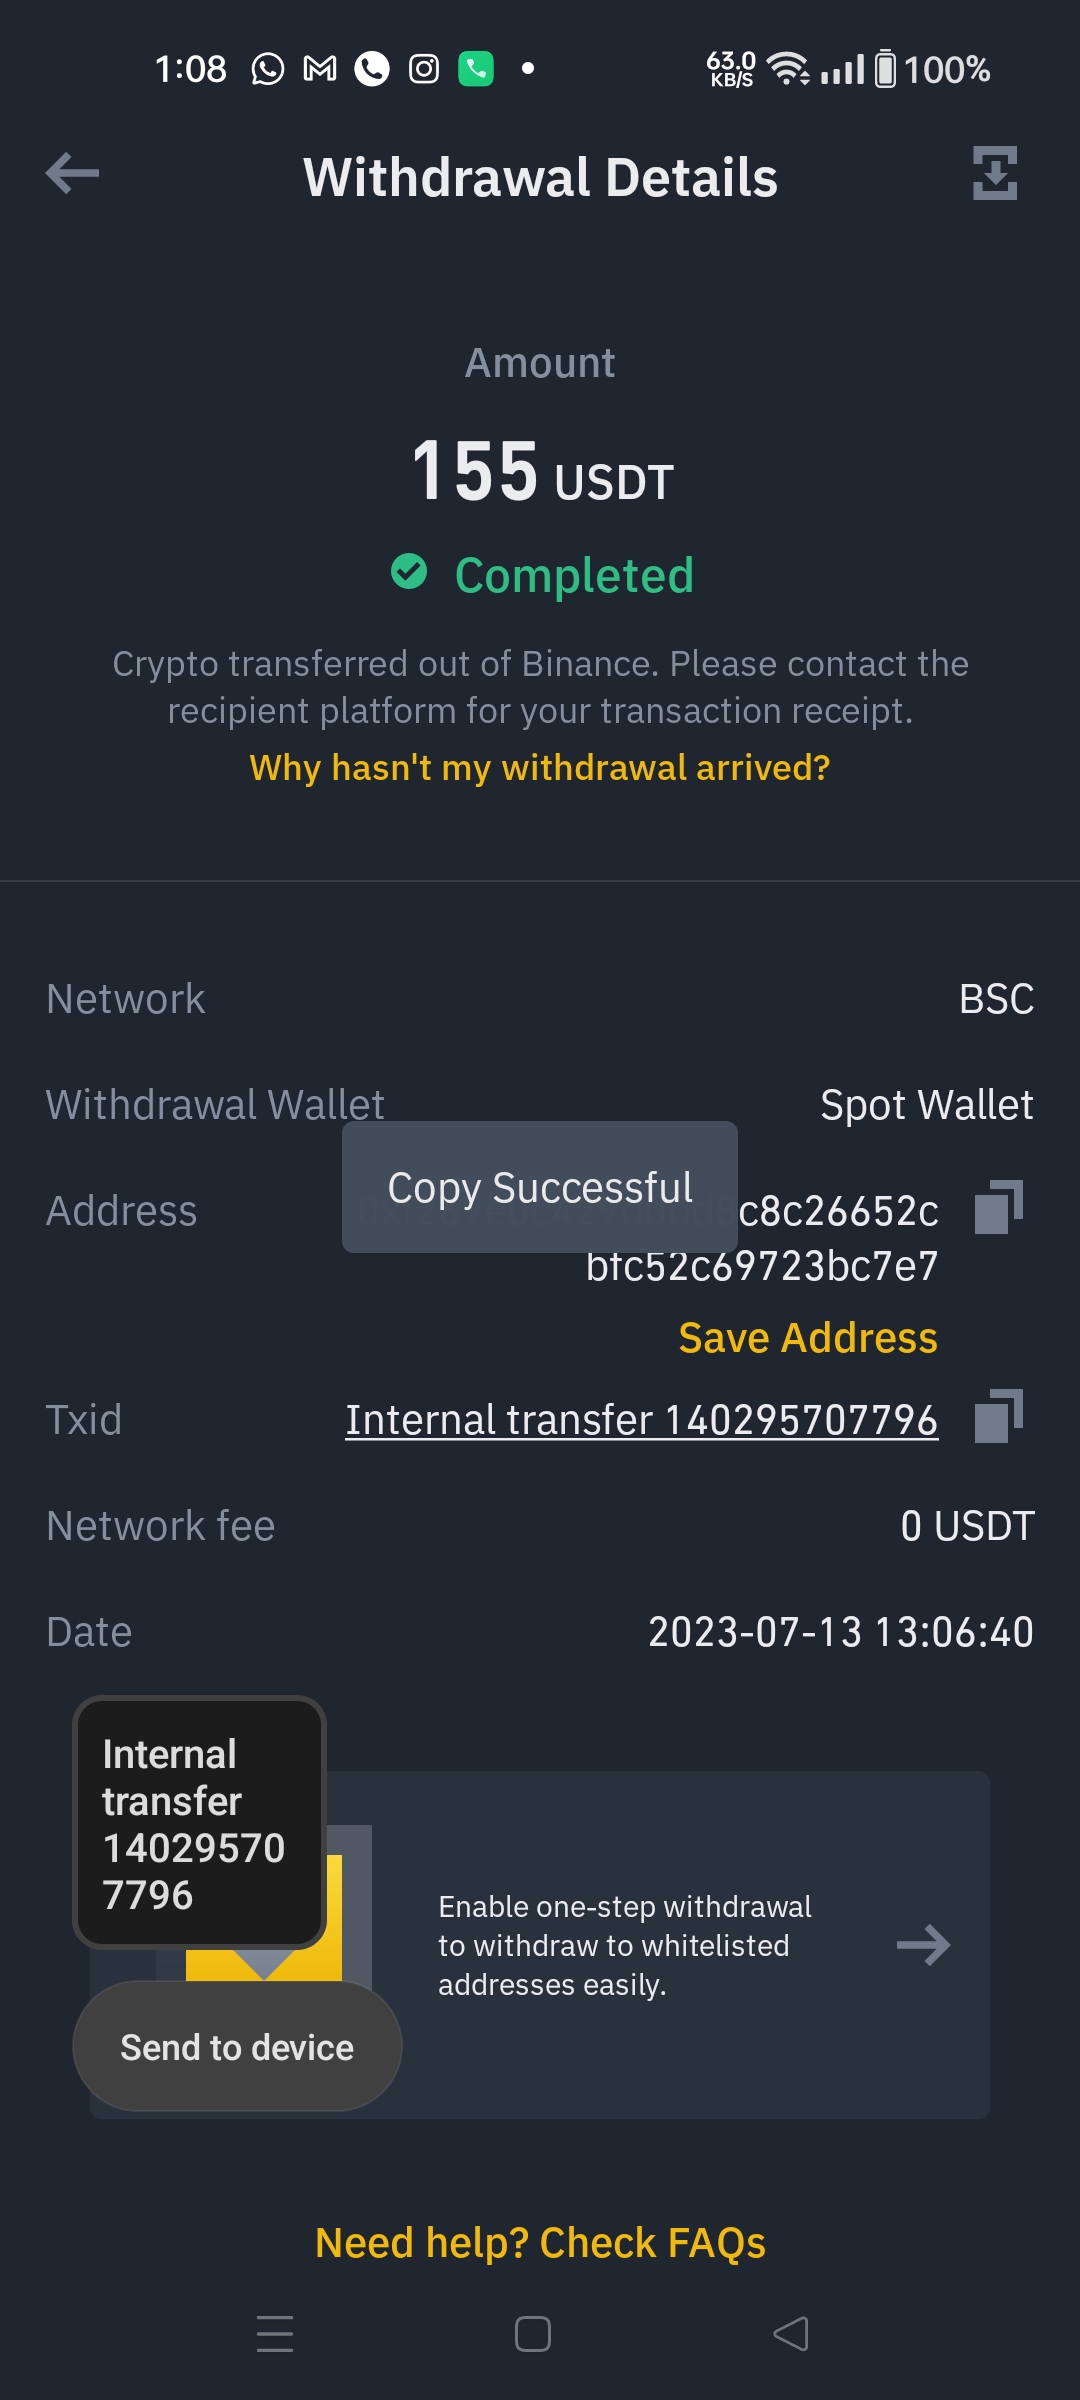 1:08
63.0
KB/S
100%
Withdrawal Details
Amount
155 USDT
Completed
Crypto transferred out of Binance. Please contact the
recipient platform for your transaction receipt.
Why hasn't my withdrawal arrived?
Network BSC
Withdrawal Wallet Spot Wallet
Copy Successful
Address c8c26652c
bfc52c69723bc7e7
Save Address
Txid Internal transfer 140295707796
Network fee 0 USDT
Date 2023-07-13 13:06:40
Internal
transfer
14029570
7796
Enable one-step withdrawal
to withdraw to whitelisted
addresses easily.
Send to device
Need help? Check FAQs